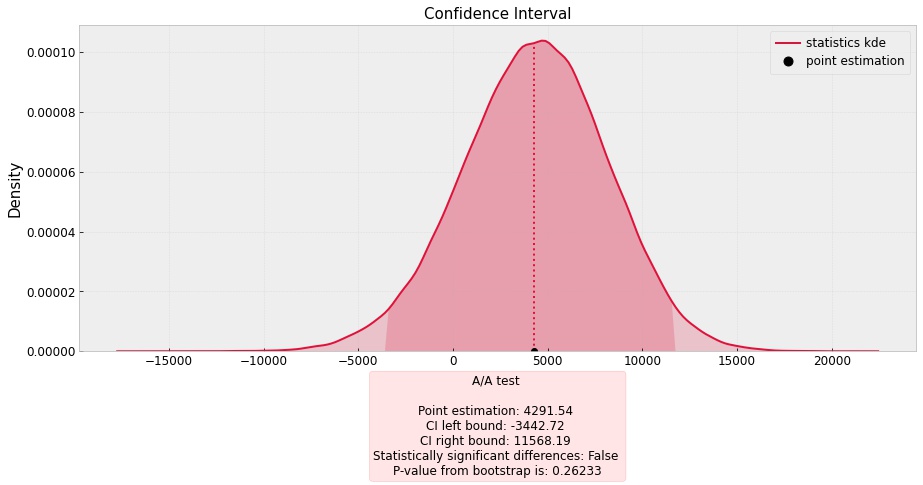 Confidence Interval
statistics kde
point estimation
Density
0.00010
0.00008
0.00006
0.00004
0.00002
0.00000
−15000 −10000 −5000 0 5000 10000 15000 20000
A/A test
Point estimation: 4291.54
CI left bound: -3442.72
CI right bound: 11568.19
Statistically significant differences: False
P-value from bootstrap is: 0.26233